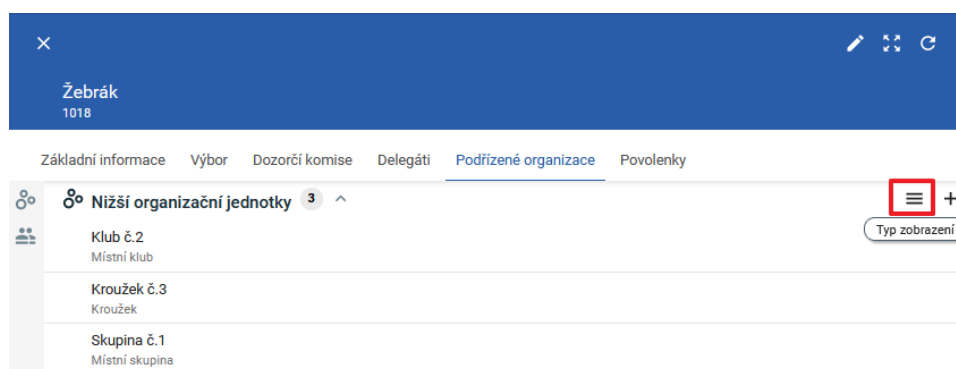 Žebrák
1018
Základní informace Výbor Dozorčí komise Delegáti Podřízené organizace Povolenky
Nižší organizační jednotky 3
Typ zobrazení
Klub č.2
Místní klub
Kroužek č.3
Kroužek
Skupina č.1
Místní skupina